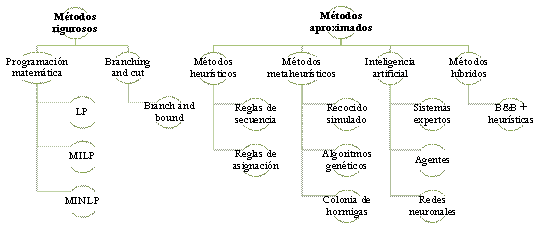 Métodos
rigurosos
Métodos
aproximados
Programación
matemática
Branching
and cut
Métodos
heurísticos
Métodos
metaheurísticos
Inteligencia
artificial
Métodos
híbridos
LP
MILP
MINLP
Branch and
bound
Reglas de
secuencia
Reglas de
asignación
Recocido
simulado
Algoritmos
genéticos
Colonia de
hormigas
Sistemas
expertos
Agentes
Redes
neuronales
B&B +
heurísticas